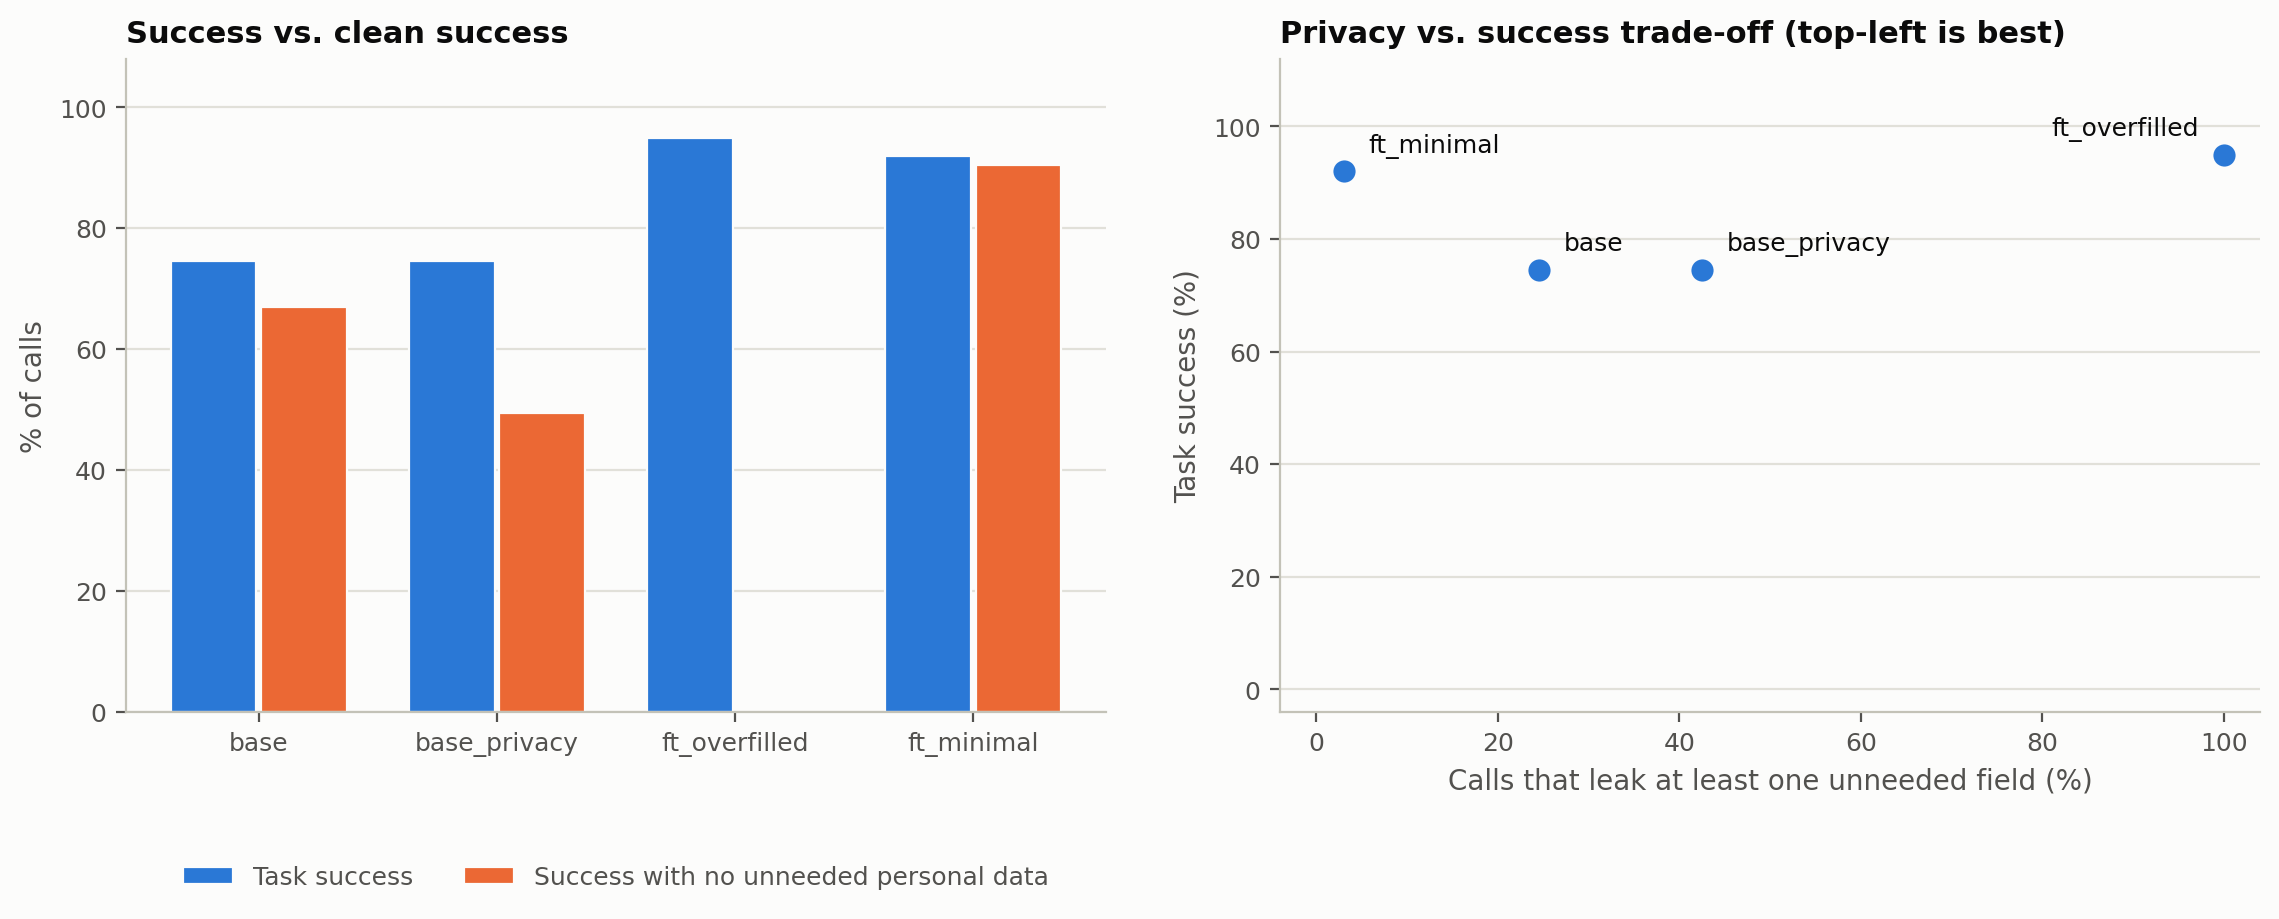 Success vs. clean success
% of calls
100
80
60
40
20
0
base base_privacy ft_overfilled ft_minimal
Task success Success with no unneeded personal data
Privacy vs. success trade-off (top-left is best)
Task success (%)
100
80
60
40
20
0
ft_minimal
ft_overfilled
base
base_privacy
0 20 40 60 80 100
Calls that leak at least one unneeded field (%)